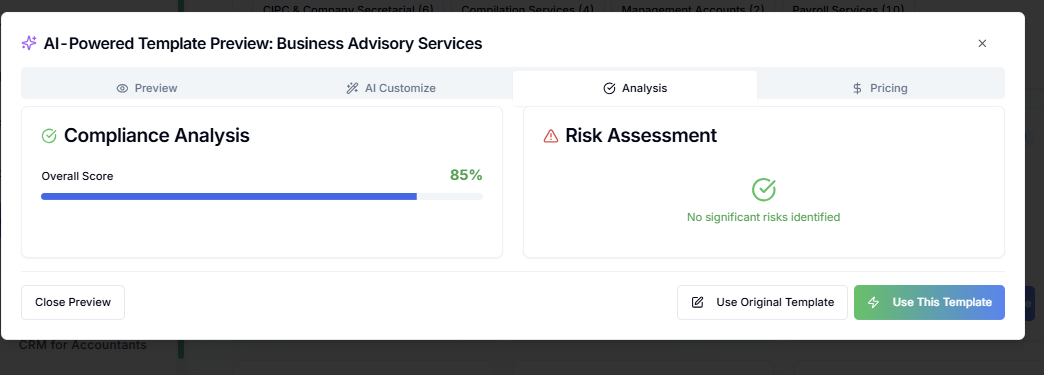 CIPC & Company Secretarial (6) Compilation Services (4) Management Accounts (2) Payroll Services (10)
AI-Powered Template Preview: Business Advisory Services
Preview AI Customize Analysis Pricing
Compliance Analysis
Overall Score 85%
Risk Assessment
No significant risks identified
Close Preview Use Original Template Use This Template
CRM for Accountants